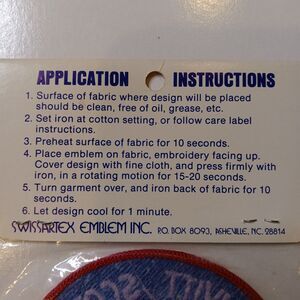 APPLICATION INSTRUCTIONS
1. Surface of fabric where design will be placed
should be clean, free of oil, grease, etc.
2. Set iron at cotton setting, or follow care label
instructions.
3. Preheat surface of fabric for 10 seconds.
4. Place emblem on fabric, embroidery facing up.
Cover design with fine cloth, and press firmly with
iron, in a rotating motion for 15-20 seconds.
5. Turn garment over, and iron back of fabric for 10
seconds.
6. Let design cool for 1 minute.
SWISSARTEX EMBLEM INC. P.O. BOX 8093, ASHEVILLE, NC. 28814